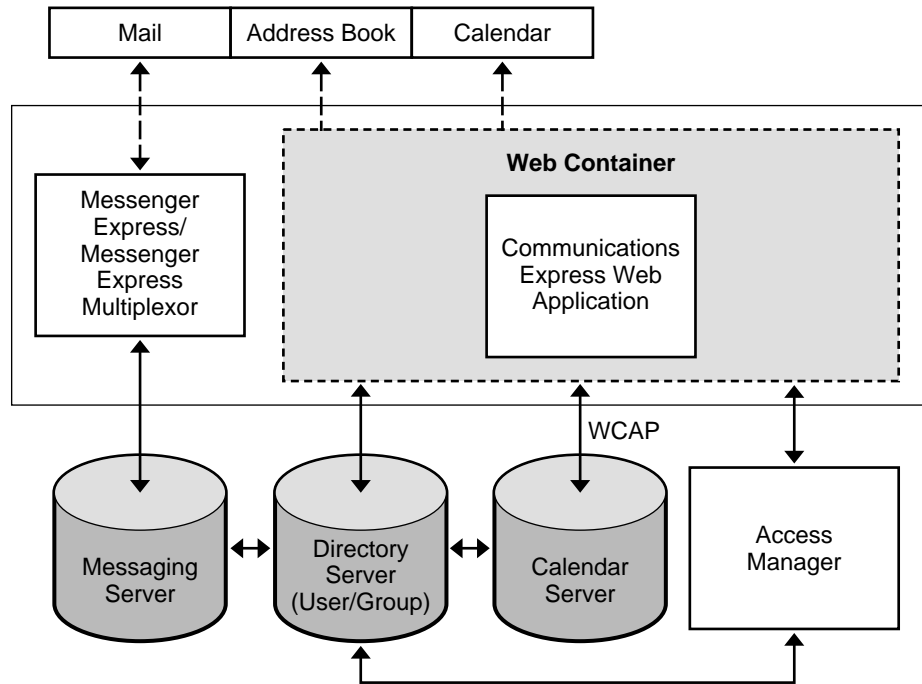 Mail
Address Book
Calendar
Web Container
Messenger
Express/
Messenger
Express
Multiplexor
Communications
Express Web
Application
WCAP
Messaging
Server
Directory
Server
(User/Group)
Calendar
Server
Access
Manager